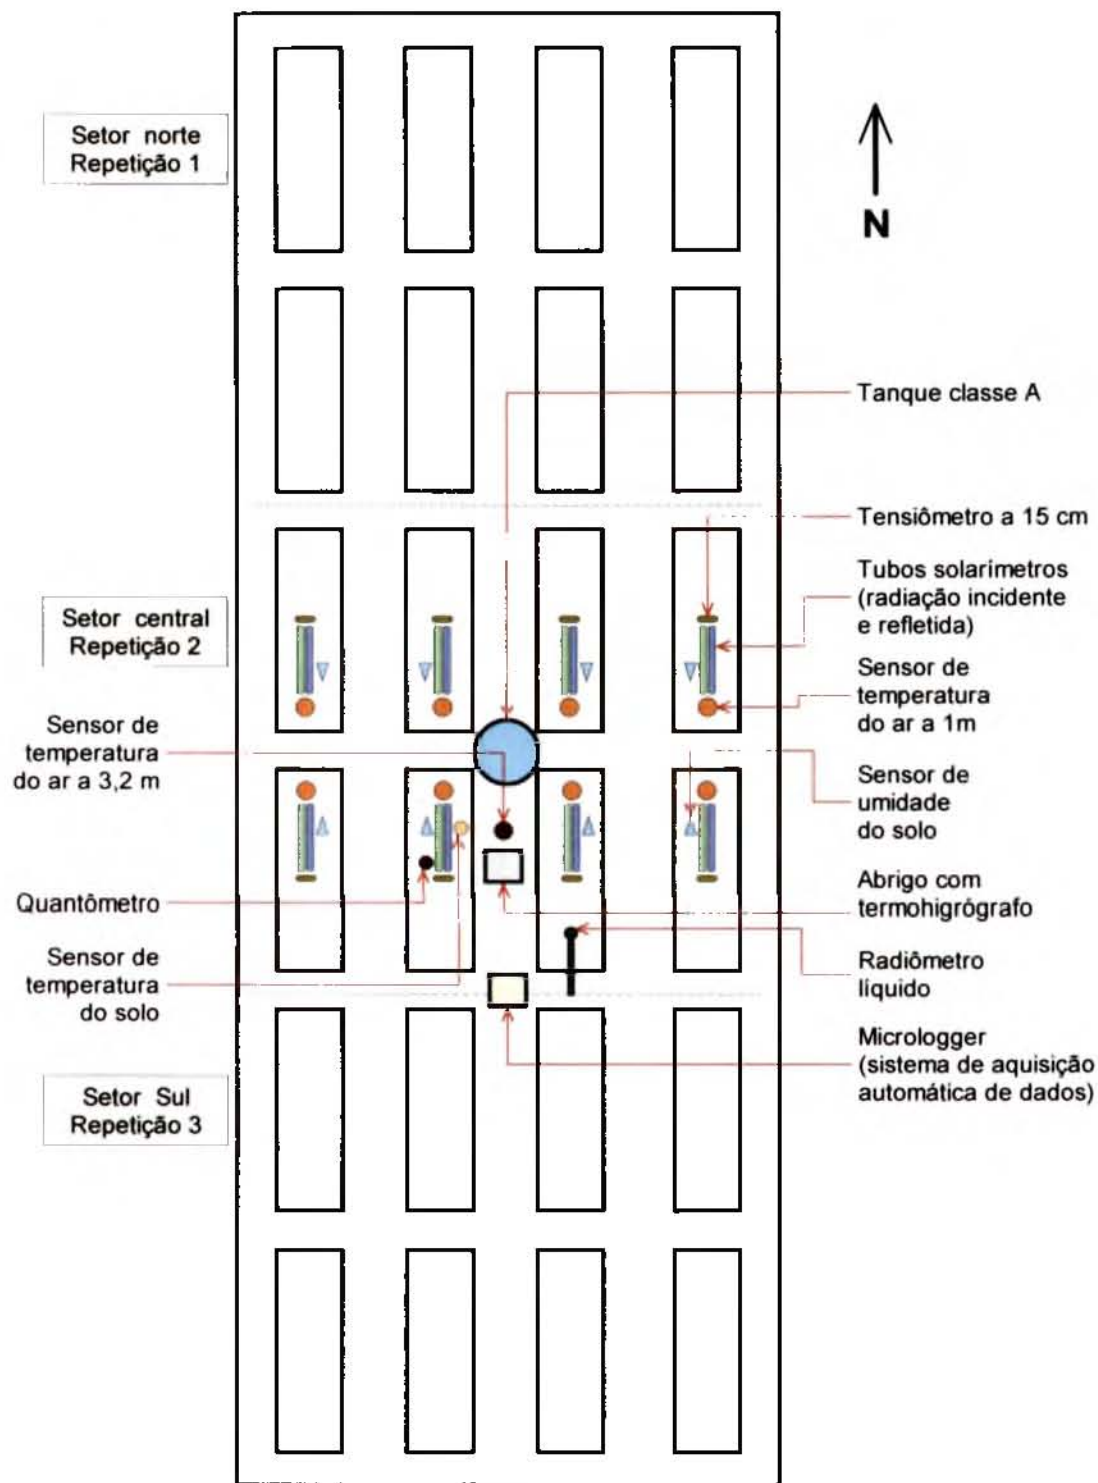 Setor norte
Repetição 1
N
Tanque classe A
Tensiômetro a 15 cm
Tubos solarímetros
(radiação incidente
e refletida)
Setor central
Repetição 2
Sensor de
temperatura
do ar a 1m
Sensor de
temperatura
do ar a 3,2 m
Sensor de
umidade
do solo
Abrigo com
termohigrógrafo
Quantômetro
Sensor de
temperatura
do solo
Radiômetro
líquido
Micrologger
(sistema de aquisição
automática de dados)
Setor Sul
Repetição 3